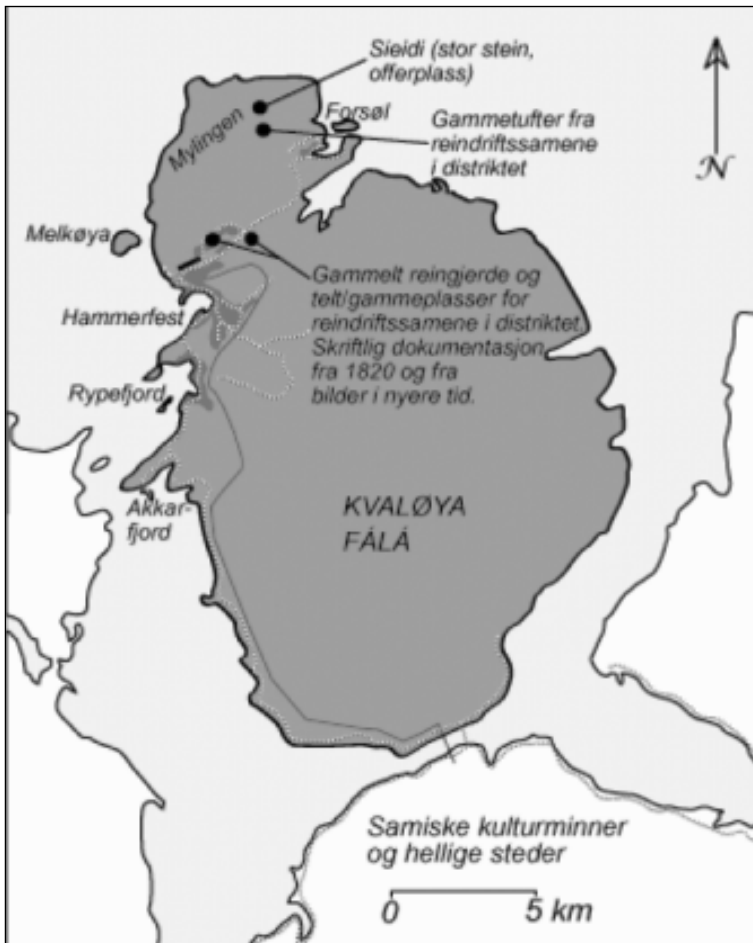 Sieidi (stor stein,
offerplass)
Forsøl
Mylingen
Gammetufter fra
reindriftssamene
i distriktet
N
Melkøya
Gammelt reingjerde og
telt/gammeplasser for
reindriftssamene i distriktet.
Skriftlig dokumentasjon
fra 1820 og fra
bilder i nyere tid.
Hammerfest
Rypefjord
Akkar-
fjord
KVALØYA
FÁLÁ
Samiske kulturminner
og hellige steder
0 5 km